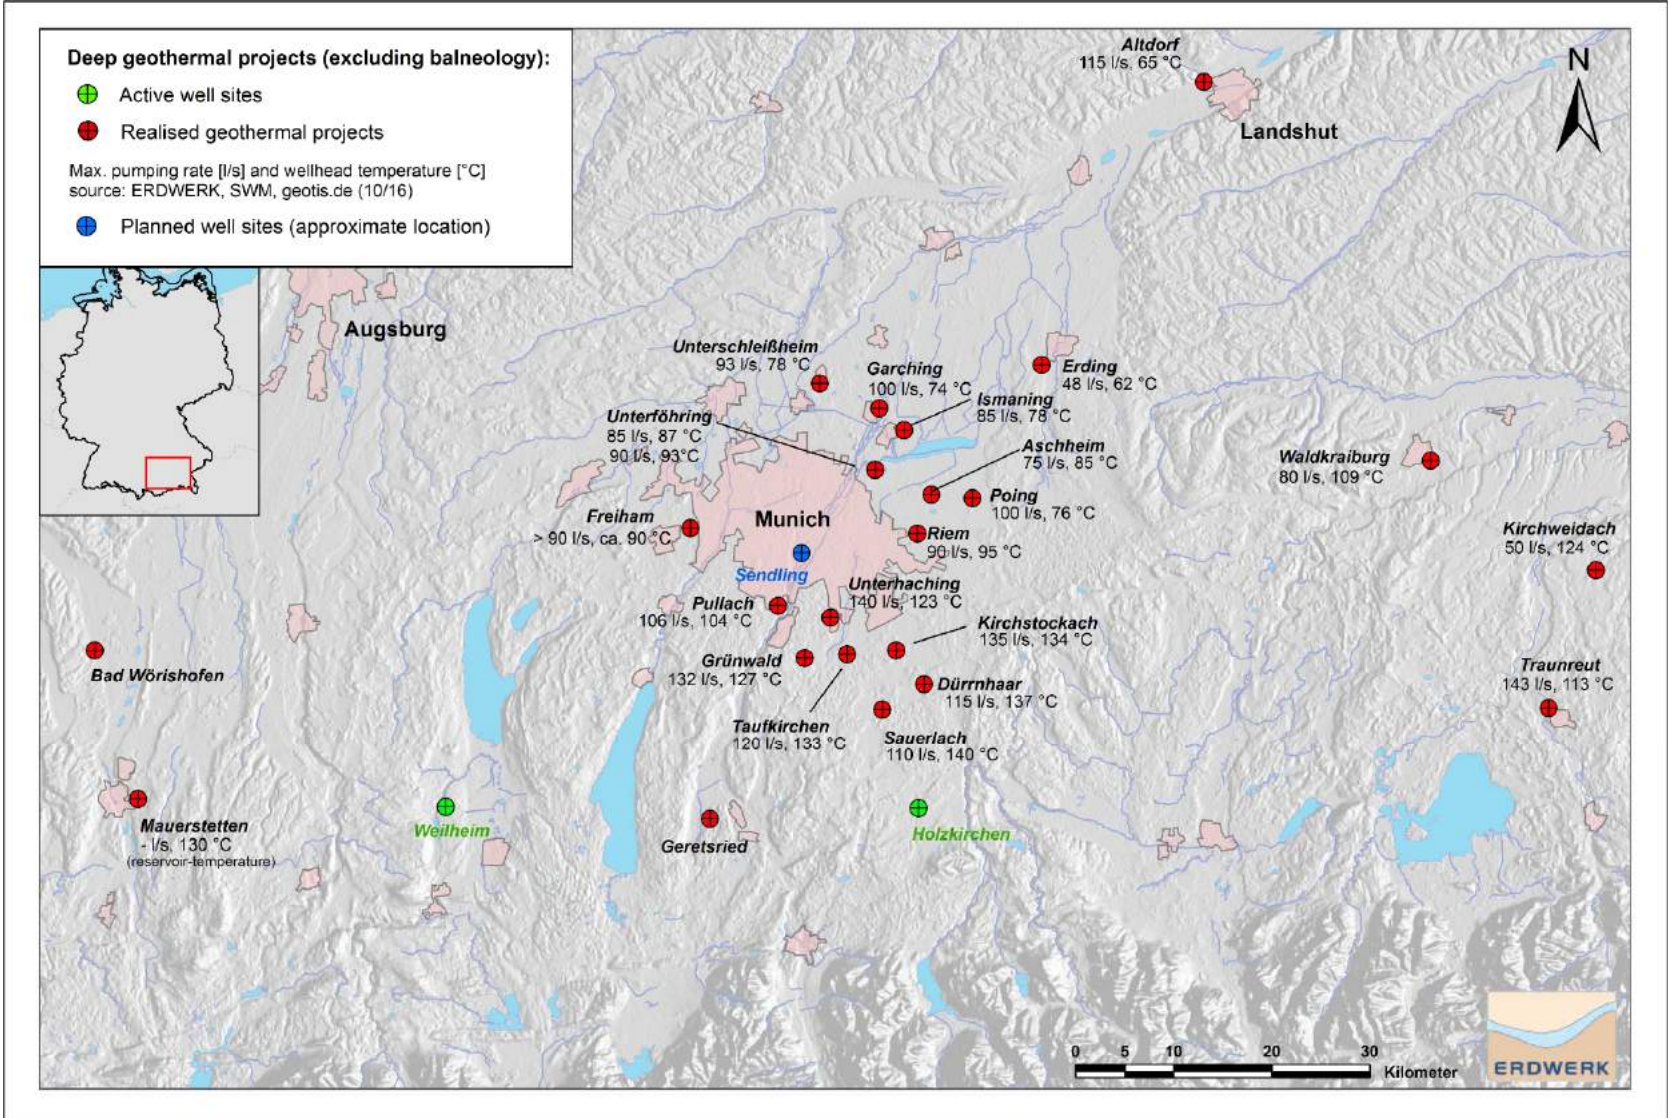 Deep geothermal projects (excluding balneology):
Active well sites
Realised geothermal projects
Max. pumping rate [l/s] and wellhead temperature [°C]
source: ERDWERK, SWM, geotis.de (10/16)
Planned well sites (approximate location)
Altdorf
115 l/s, 65 °C
N
Landshut
Augsburg
Unterschleißheim
93 l/s, 78 °C
Garching
100 l/s, 74 °C
Erding
48 l/s, 62 °C
Ismaning
85 l/s, 78 °C
Unterföhring
85 l/s, 87 °C
90 l/s, 93°C
Aschheim
75 l/s, 85 °C
Waldkraiburg
80 l/s, 109 °C
Poing
100 l/s, 76 °C
Freiham
> 90 l/s, ca. 90 °C
Munich
Riem
90 l/s, 95 °C
Kirchweidach
50 l/s, 124 °C
Sendling
Unterhaching
140 l/s, 123 °C
Pullach
106 l/s, 104 °C
Kirchstockach
135 l/s, 134 °C
Bad Wörishofen
Grünwald
132 l/s, 127 °C
Traunreut
143 l/s, 113 °C
Dürrnhaar
115 l/s, 137 °C
Taufkirchen
120 l/s, 133 °C
Sauerlach
110 l/s, 140 °C
Mauerstetten
- l/s, 130 °C
(reservoir-temperature)
Weilheim
Geretsried
Holzkirchen
0 5 10 20 30
Kilometer
ERDWERK